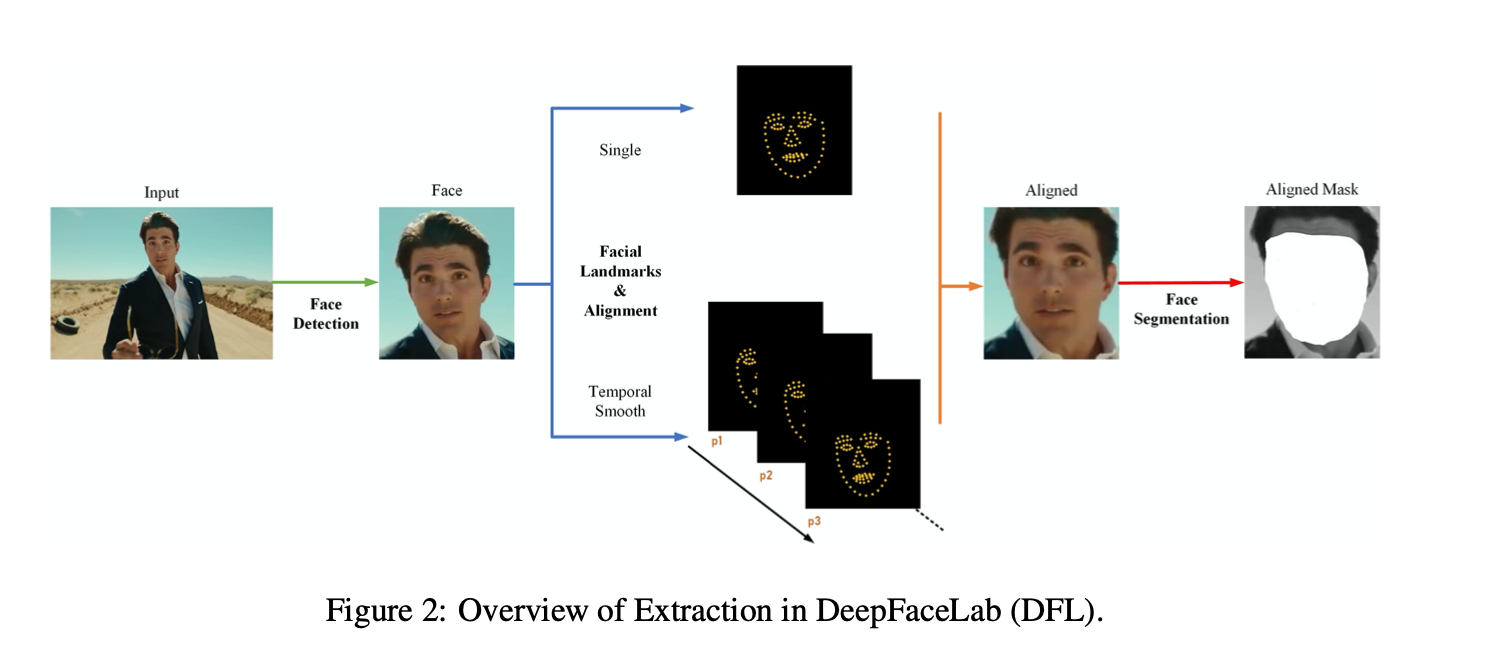 Input
Face
Detection
Face
Single
Facial
Landmarks
&
Alignment
Temporal
Smooth
p1
p2
p3
Aligned
Face
Segmentation
Aligned Mask
Figure 2: Overview of Extraction in DeepFaceLab (DFL).